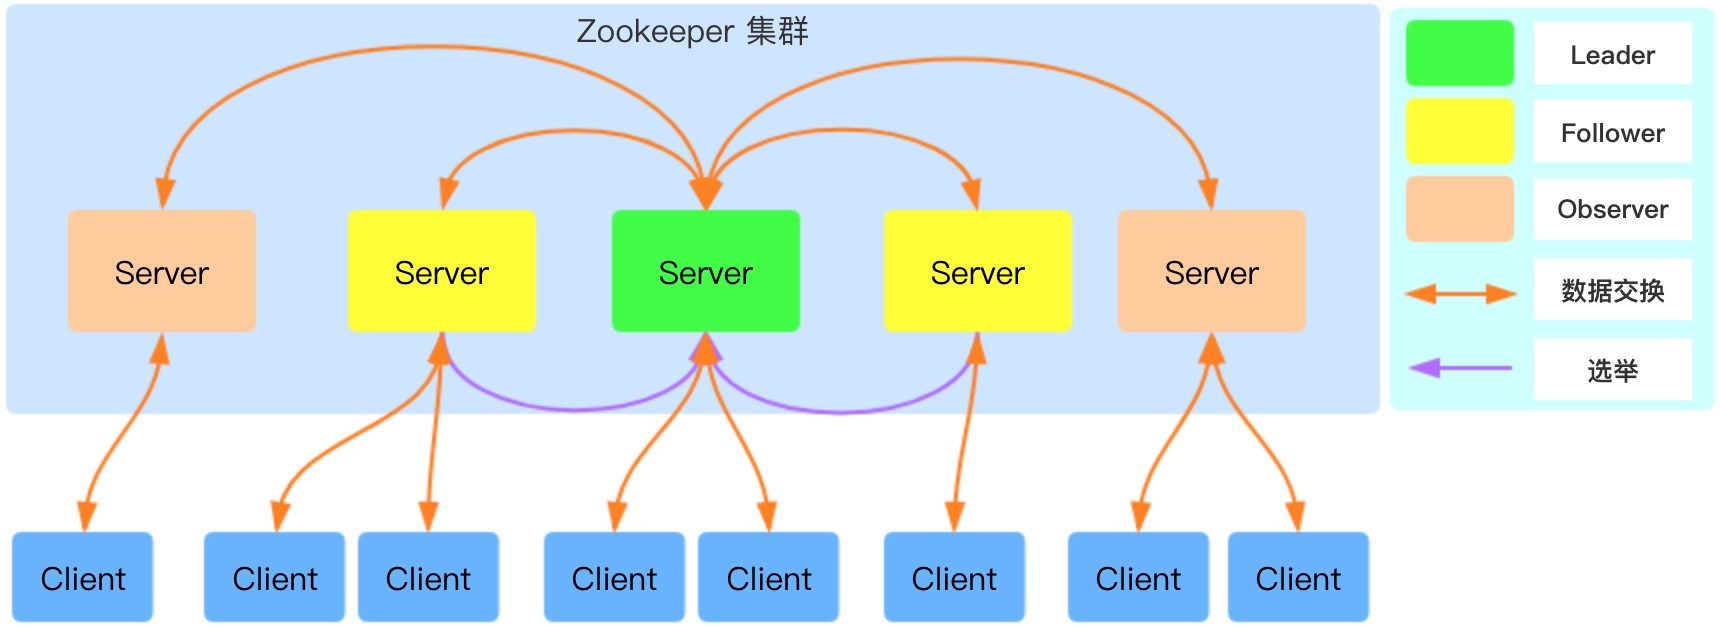 Zookeeper 集群
Server
Server
Server
Server
Server
Client
Client
Client
Client
Client
Client
Client
Client
Leader
Follower
Observer
数据交换
选举